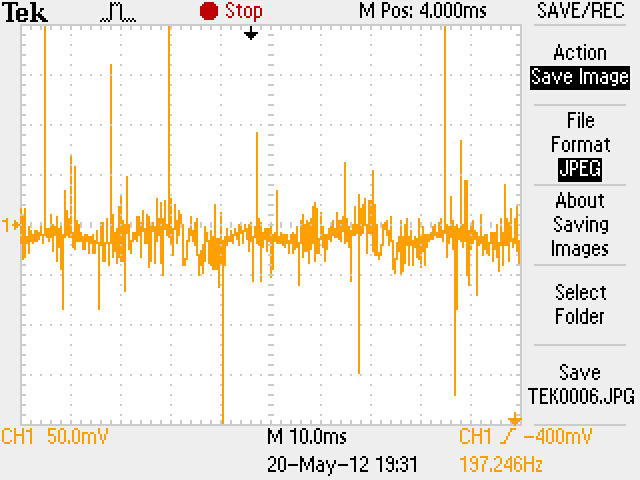 Tek
Stop
M Pos: 4.000ms
SAVE/REC
Action
Save Image
File
Format
JPEG
About
Saving
Images
Select
Folder
Save
TEK0006.JPG
1
CH1 50.0mV
M 10.0ms
CH1 -400mV
20-May-12 19:31
197.246Hz